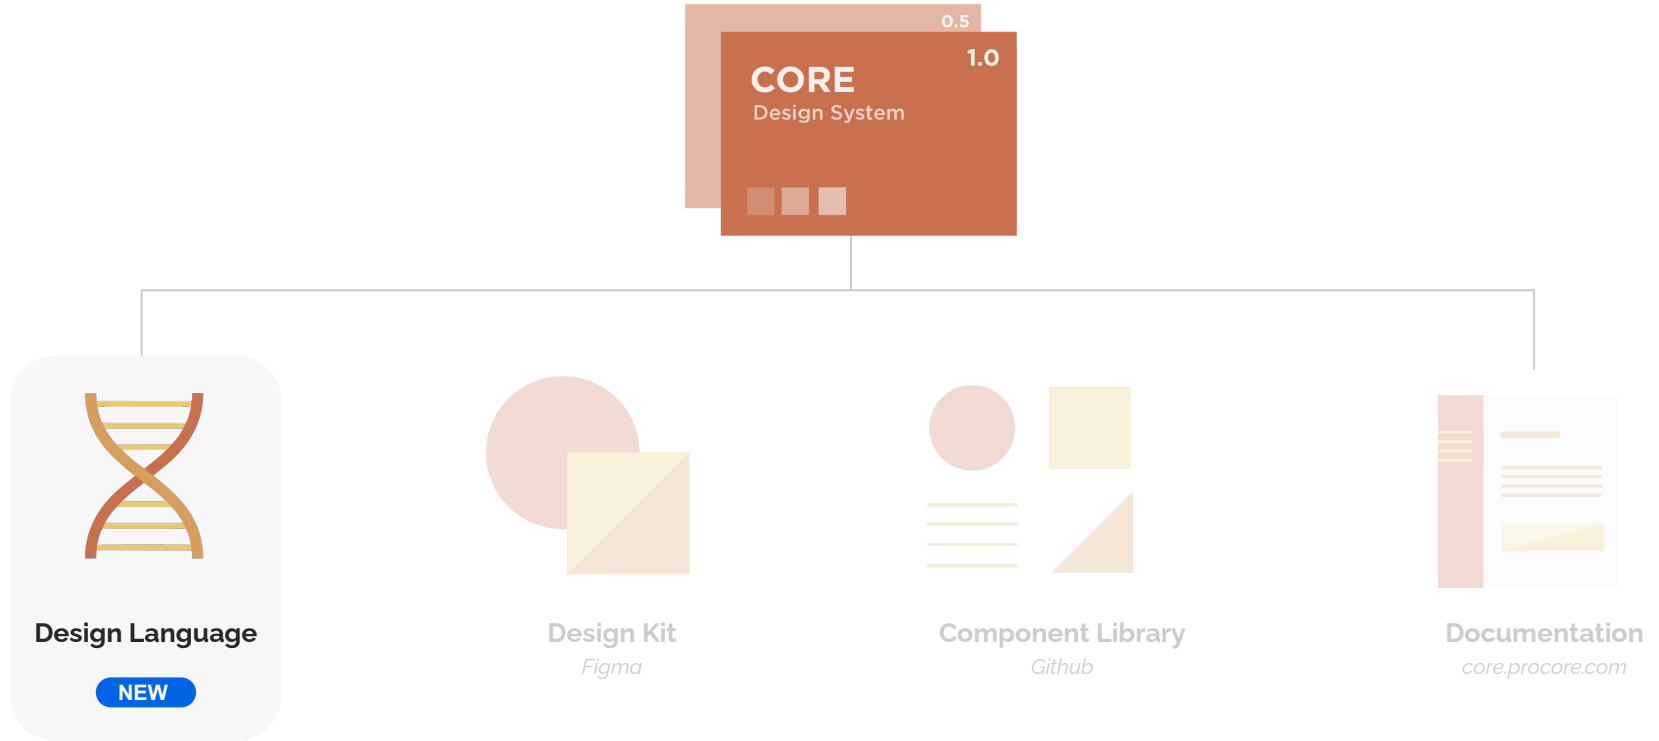 0.5
1.0
CORE
Design System
Design Language
NEW
Design Kit
Figma
Component Library
Github
Documentation
core.procore.com